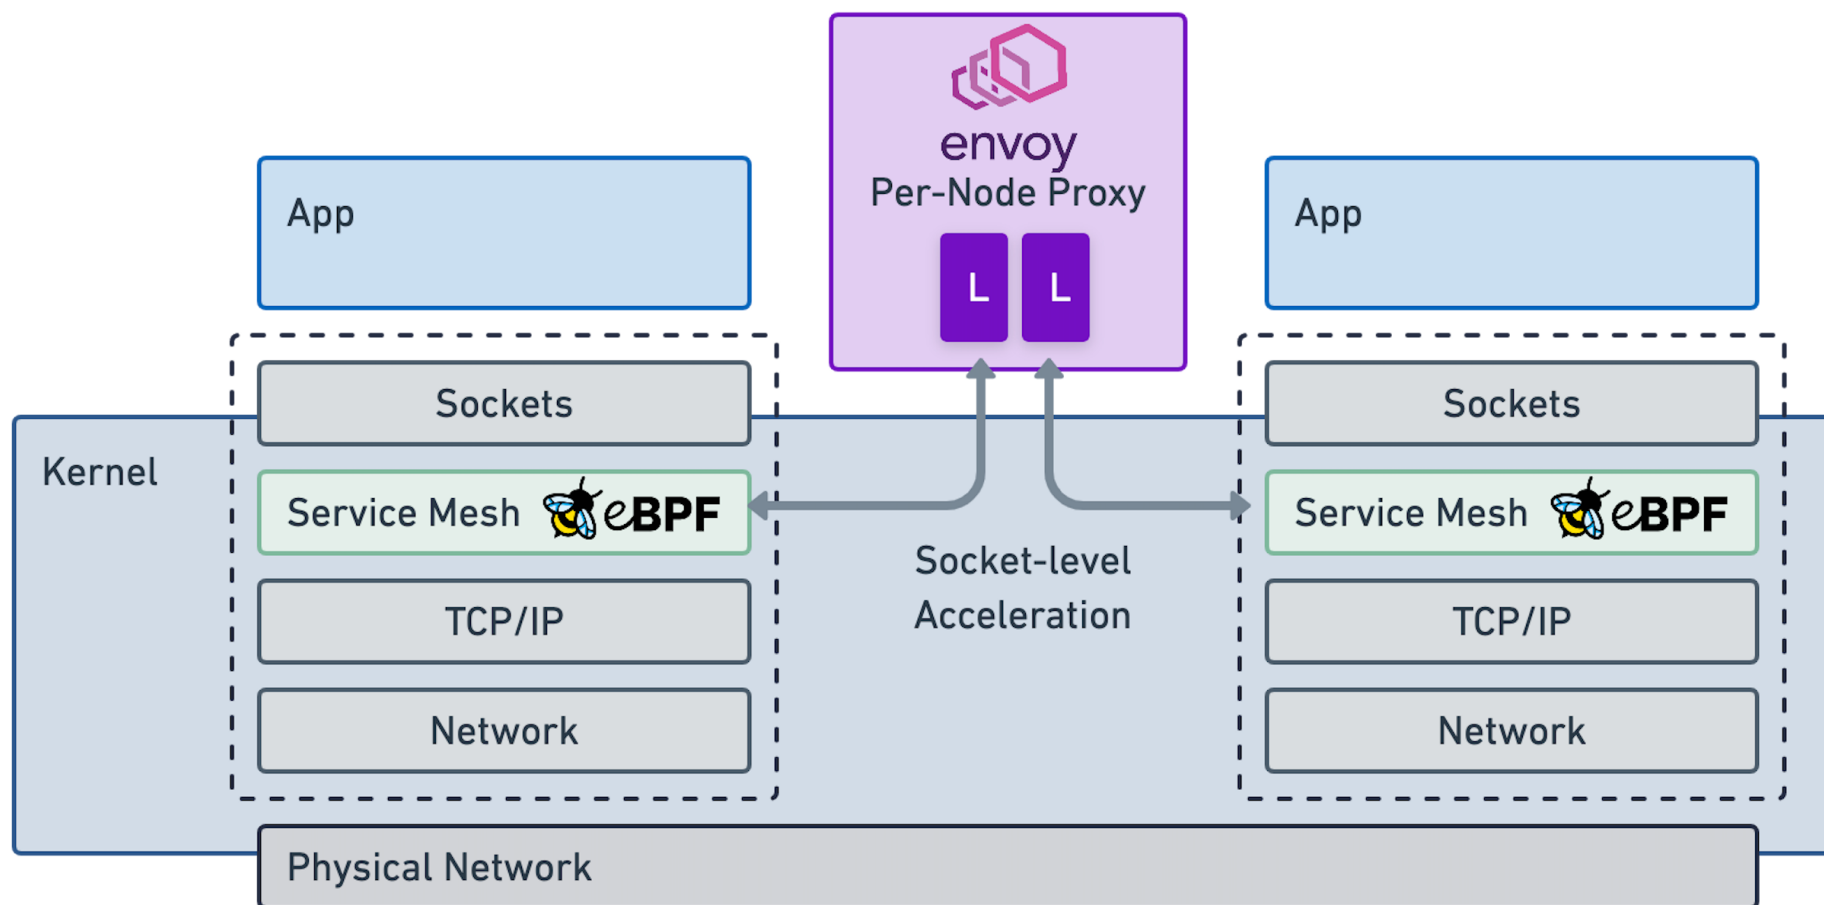 envoy
Per-Node Proxy
L L
App
App
Sockets
Sockets
Kernel
Service Mesh eBPF
Service Mesh eBPF
Socket-level
Acceleration
TCP/IP
TCP/IP
Network
Network
Physical Network